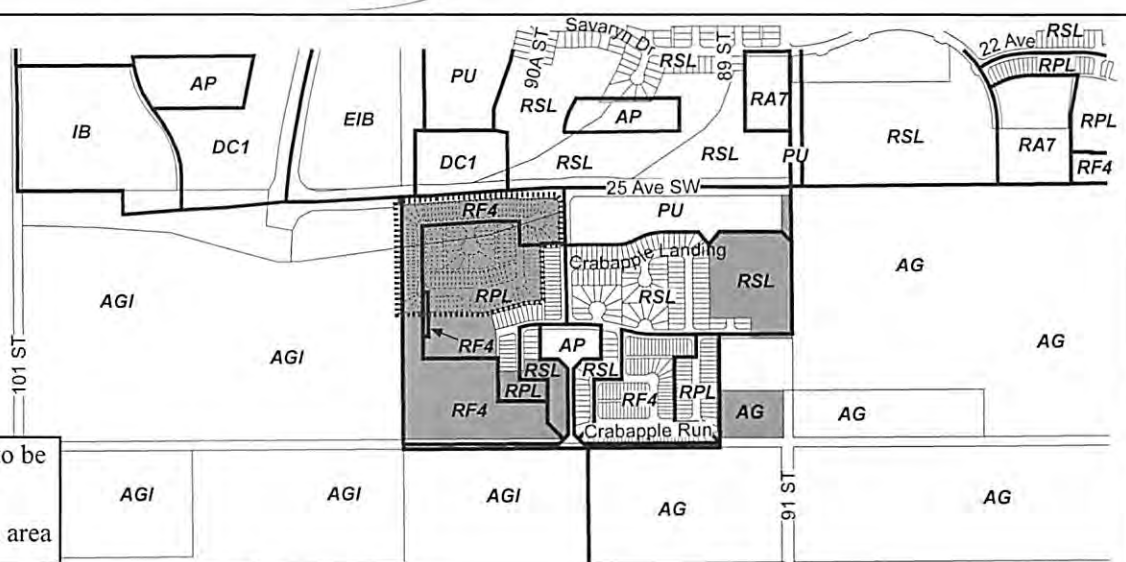 Savaryn Dr
RSL
22 Ave
RPL
90A ST
89 ST
RSL
AP
PU
IB
EIB
RSL
AP
RA7
RSL
RPL
DC1
DC1
RSL
RSL
PU
RA7
RF4
25 Ave SW
RF4
PU
Crabapple Landing
AG
AGI
RPL
RSL
RSL
101 ST
AGI
RF4
AP
AG
RSL
RSL
RPL
RF4
RPL
RF4
AG
AG
Crabapple Run
o be
area
AGI
AGI
AGI
AG
91 ST
AG